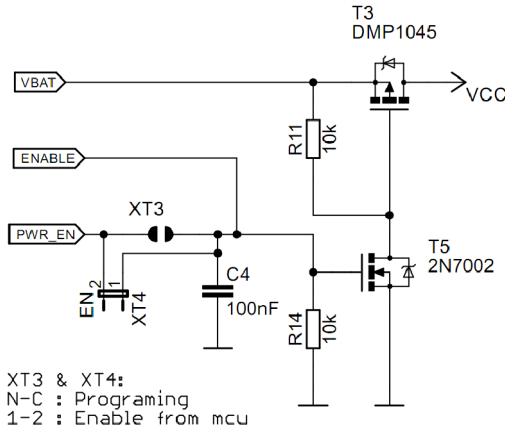 T3
DMP1045
VBAT
VCC
R11
10k
ENABLE
XT3
PWR_EN
T5
2N7002
EN
2
1
XT4
C4
100nF
R14
10k
XT3 & XT4:
N-C : Programing
1-2 : Enable from mcu